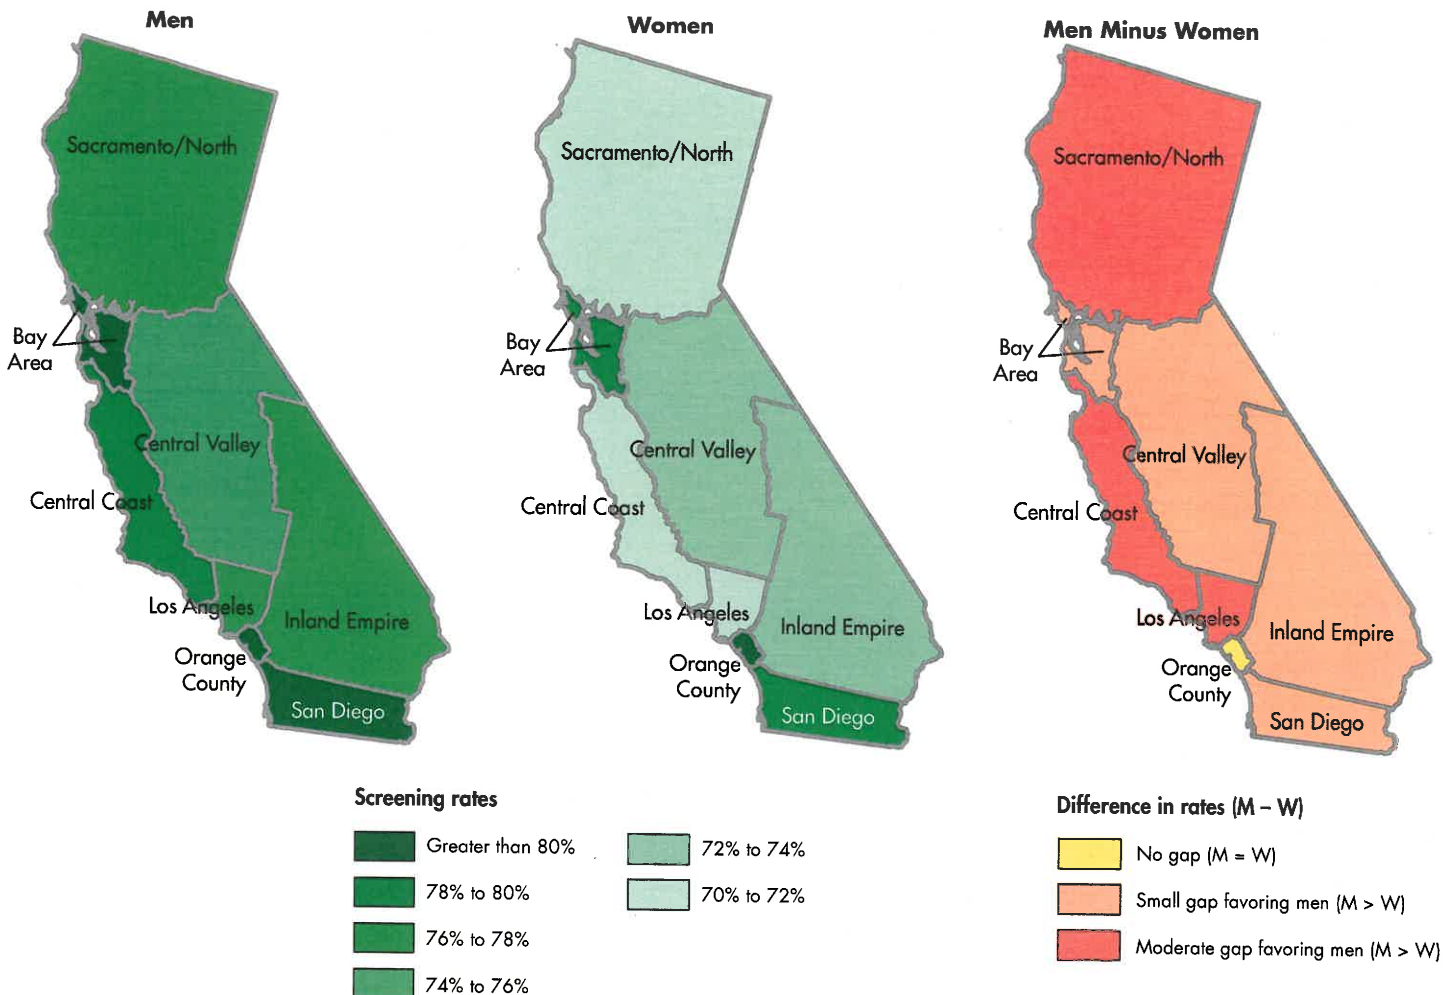 Men
Sacramento/North
Bay
Area
Central Valley
Central Coast
Los Angeles
Inland Empire
Orange
County
San Diego
Women
Sacramento/North
Bay
Area
Central Valley
Central Coast
Los Angeles
Inland Empire
Orange
County
San Diego
Men Minus Women
Sacramento/North
Bay
Area
Central Valley
Central Coast
Los Angeles
Inland Empire
Orange
County
San Diego
Screening rates
Greater than 80%
78% to 80%
76% to 78%
74% to 76%
72% to 74%
70% to 72%
Difference in rates (M – W)
No gap (M = W)
Small gap favoring men (M > W)
Moderate gap favoring men (M > W)